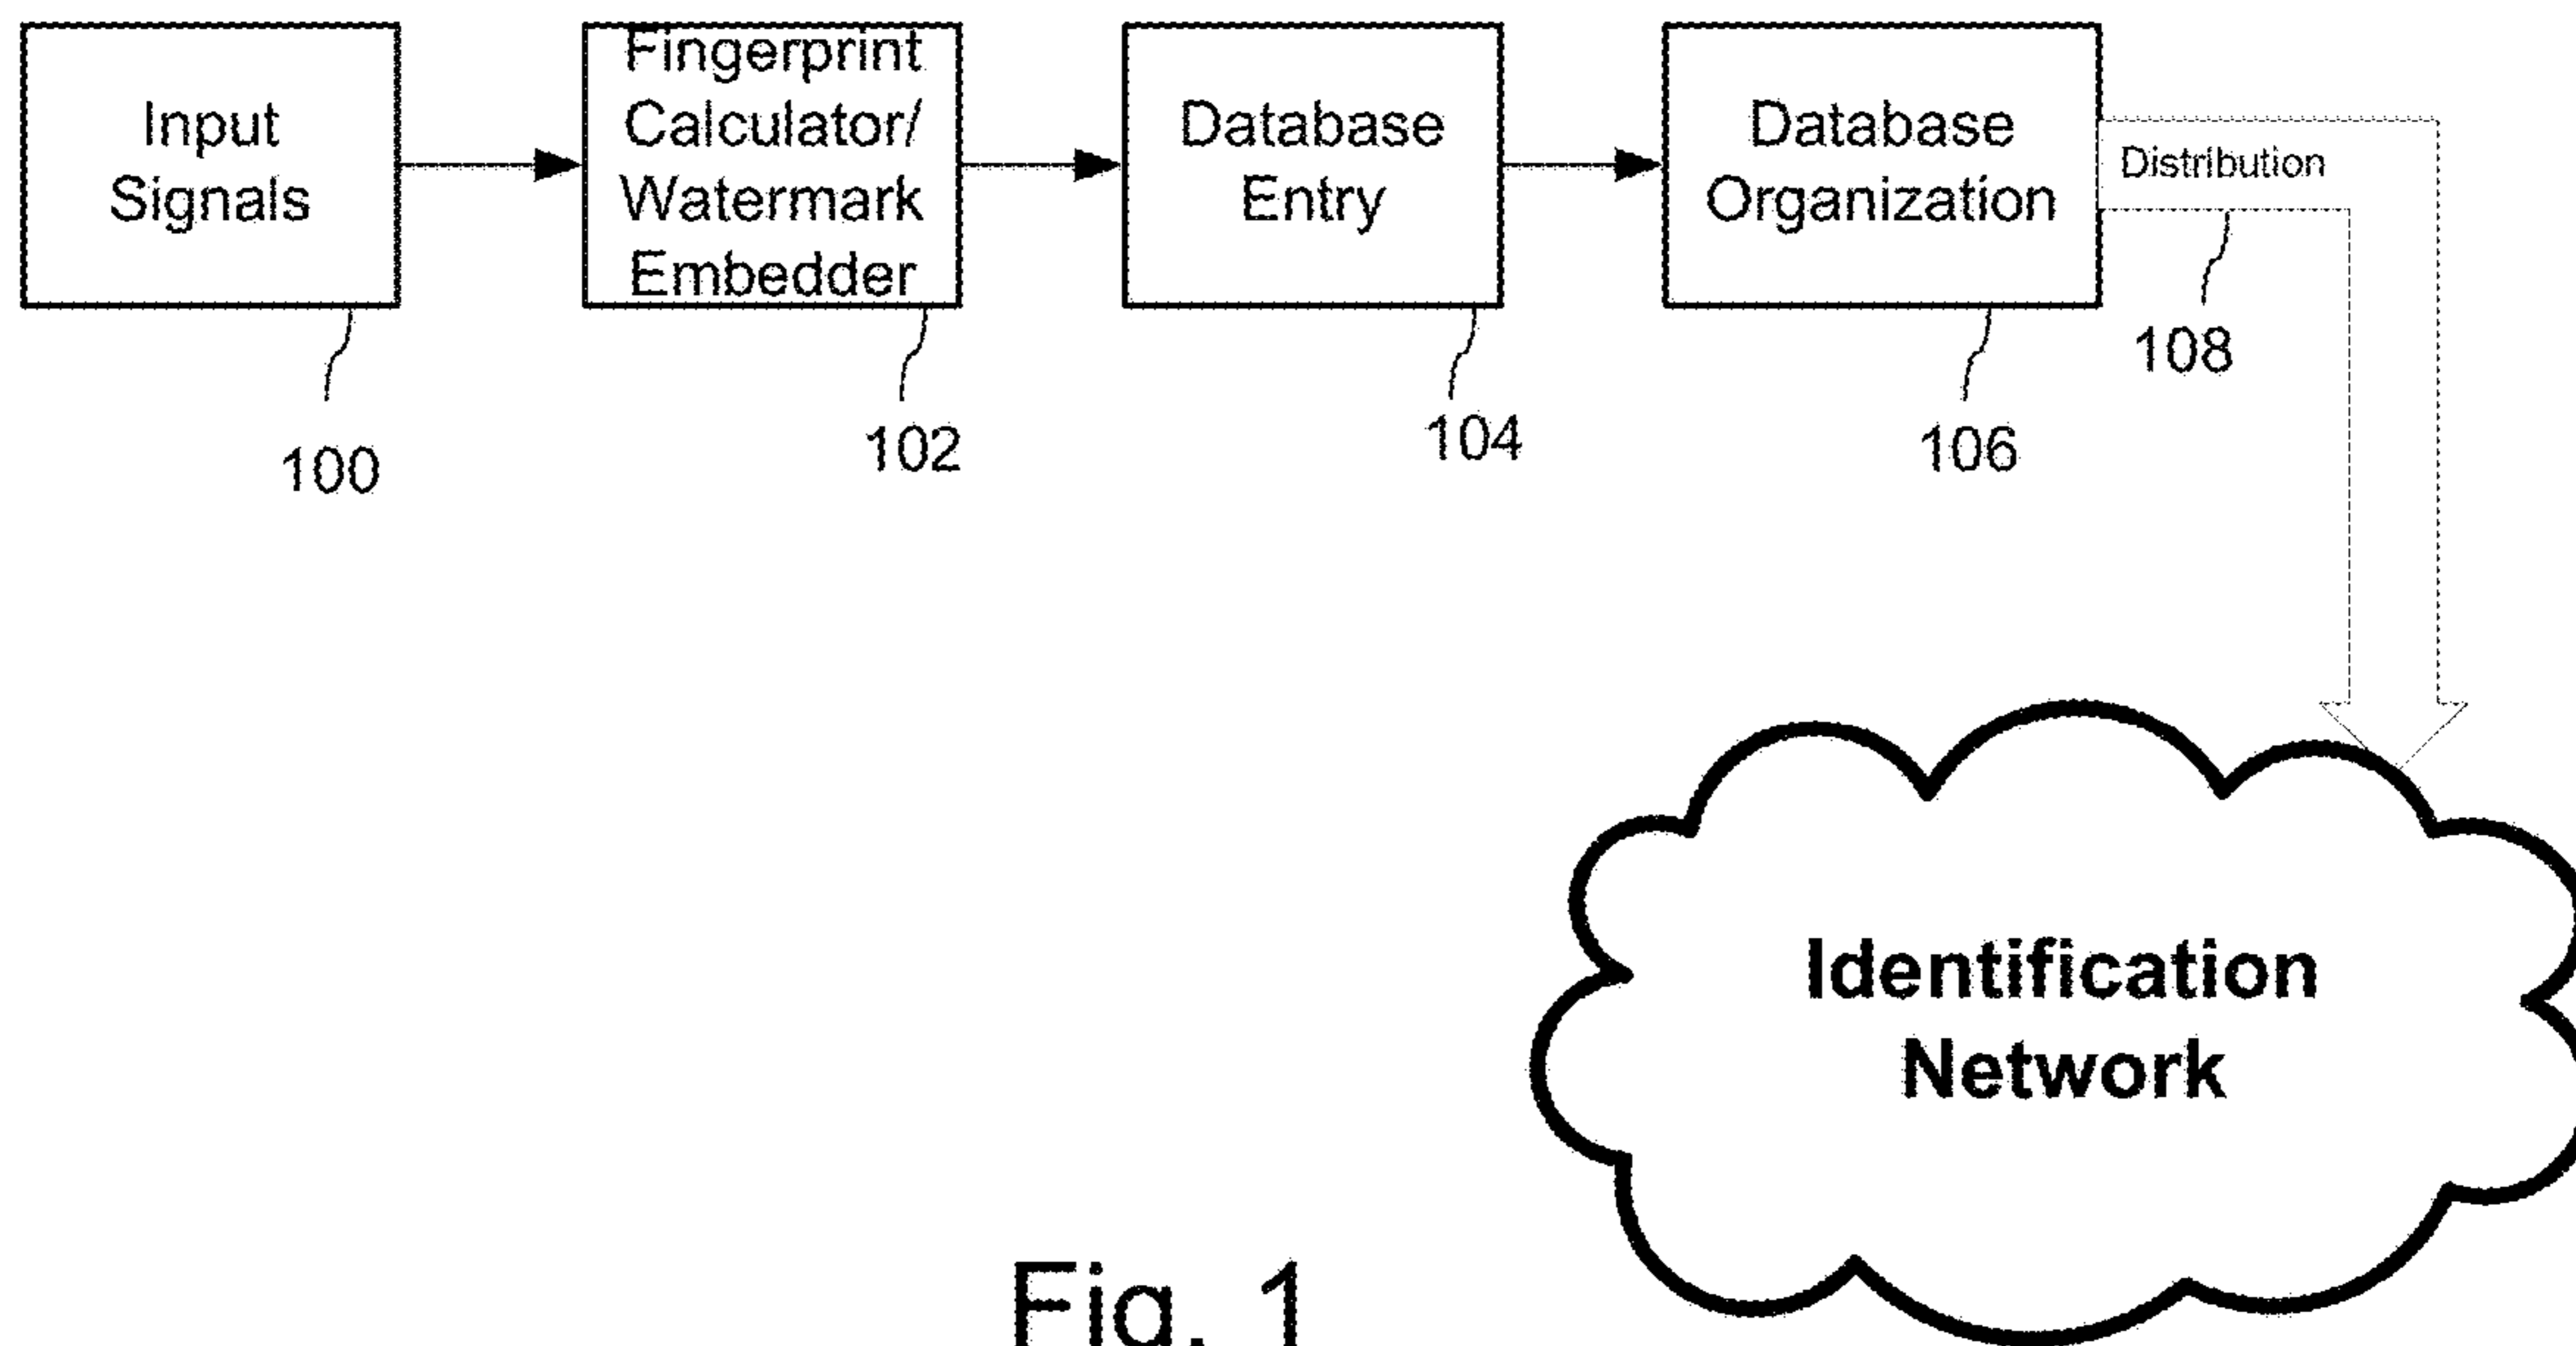 Input
Signals
Fingerprint
Calculator/
Watermark
Embedder
Database
Entry
Database
Organization
Distribution
100
102
104
106
108
Identification
Network
Fig. 1